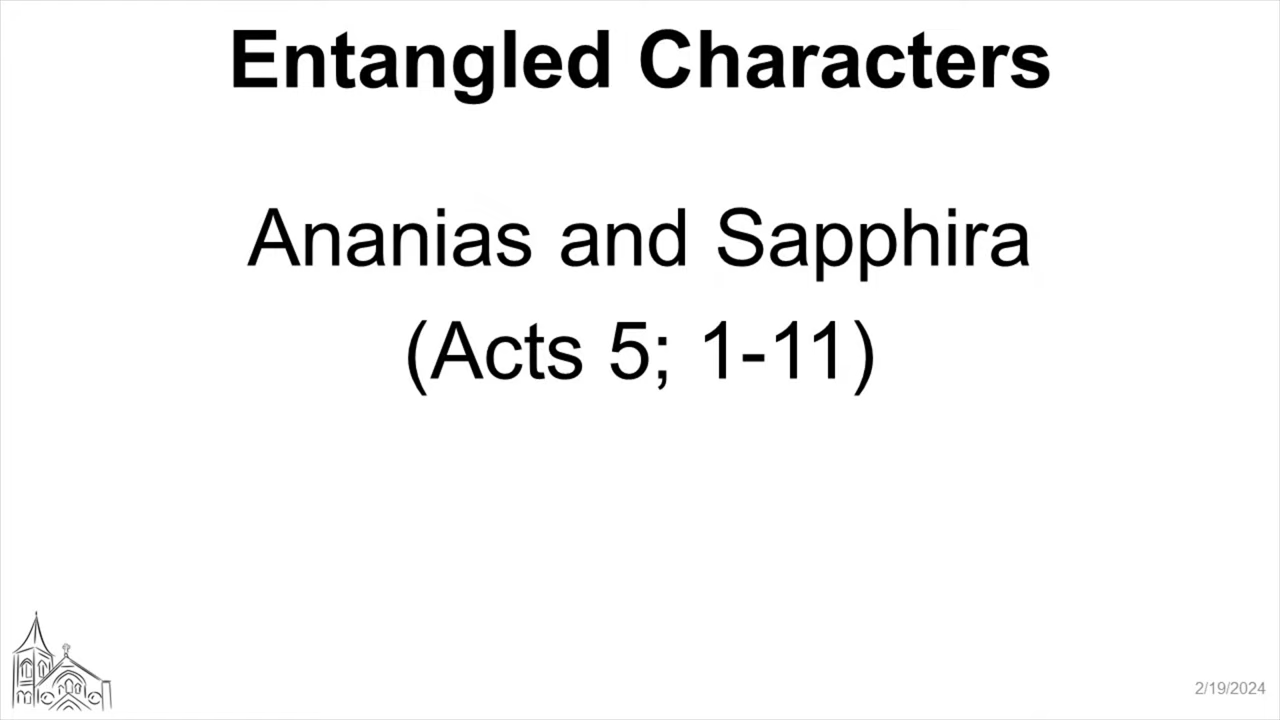 Entangled Characters
Ananias and Sapphira
(Acts 5; 1-11)
2/19/2024